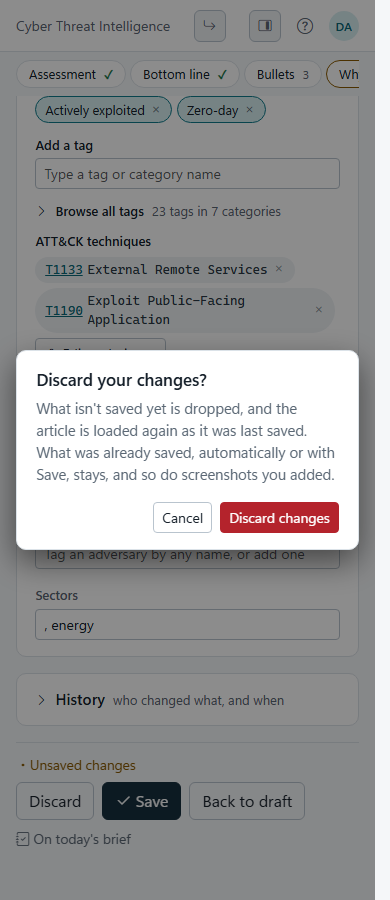 Cyber Threat Intelligence
DA
Assessment ✓
Bottom line ✓
Bullets 3
Wh
Actively exploited ×
Zero-day ×
Add a tag
Type a tag or category name
Browse all tags 23 tags in 7 categories
ATT&CK techniques
T1133 External Remote Services ×
T1190 Exploit Public-Facing
Application ×
Discard your changes?
What isn't saved yet is dropped, and the
article is loaded again as it was last saved.
What was already saved, automatically or with
Save, stays, and so do screenshots you added.
Cancel
Discard changes
Tag an adversary by any name, or add one
Sectors
, energy
History who changed what, and when
· Unsaved changes
Discard
✓ Save
Back to draft
On today's brief